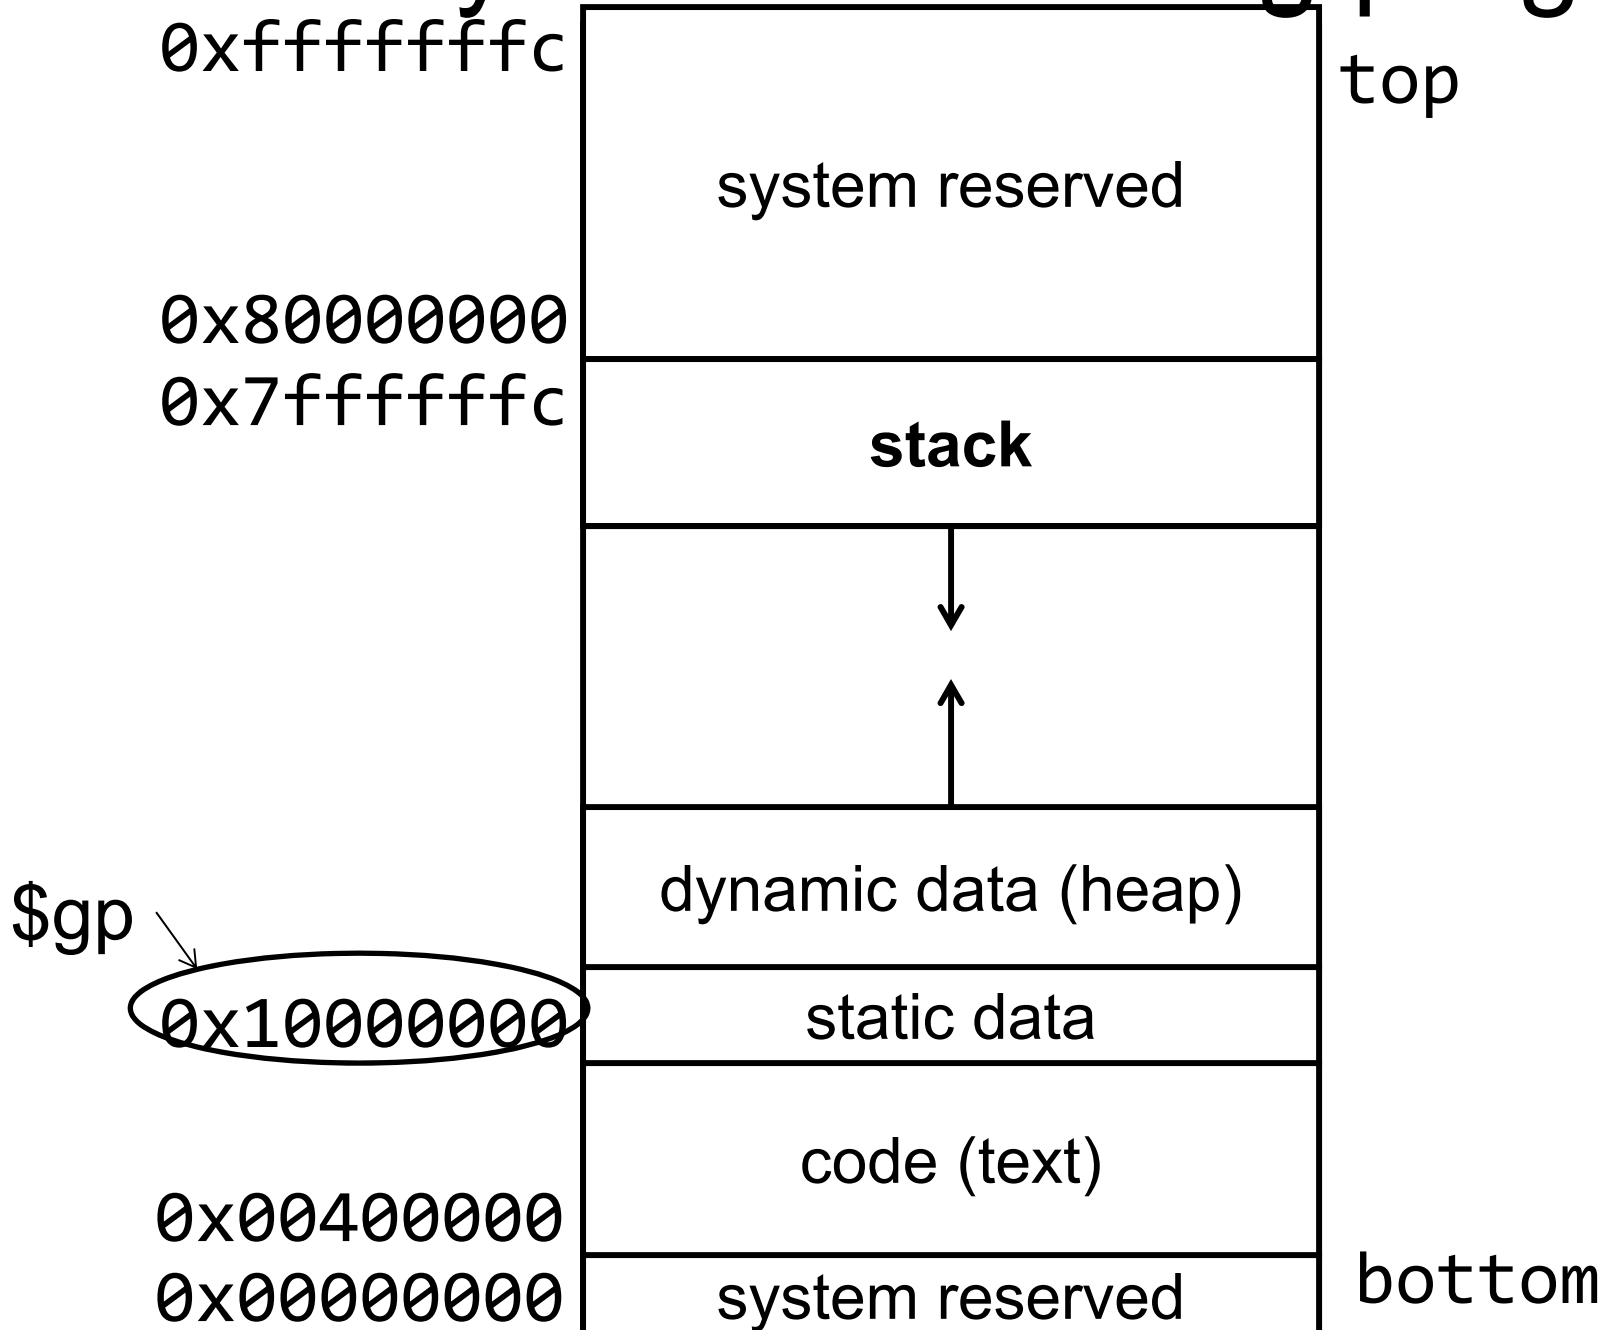 0xfffffffc
top
system reserved
0x80000000
0x7ffffffc
stack
dynamic data (heap)
$gp
0x10000000
static data
code (text)
0x00400000
0x00000000
system reserved
bottom